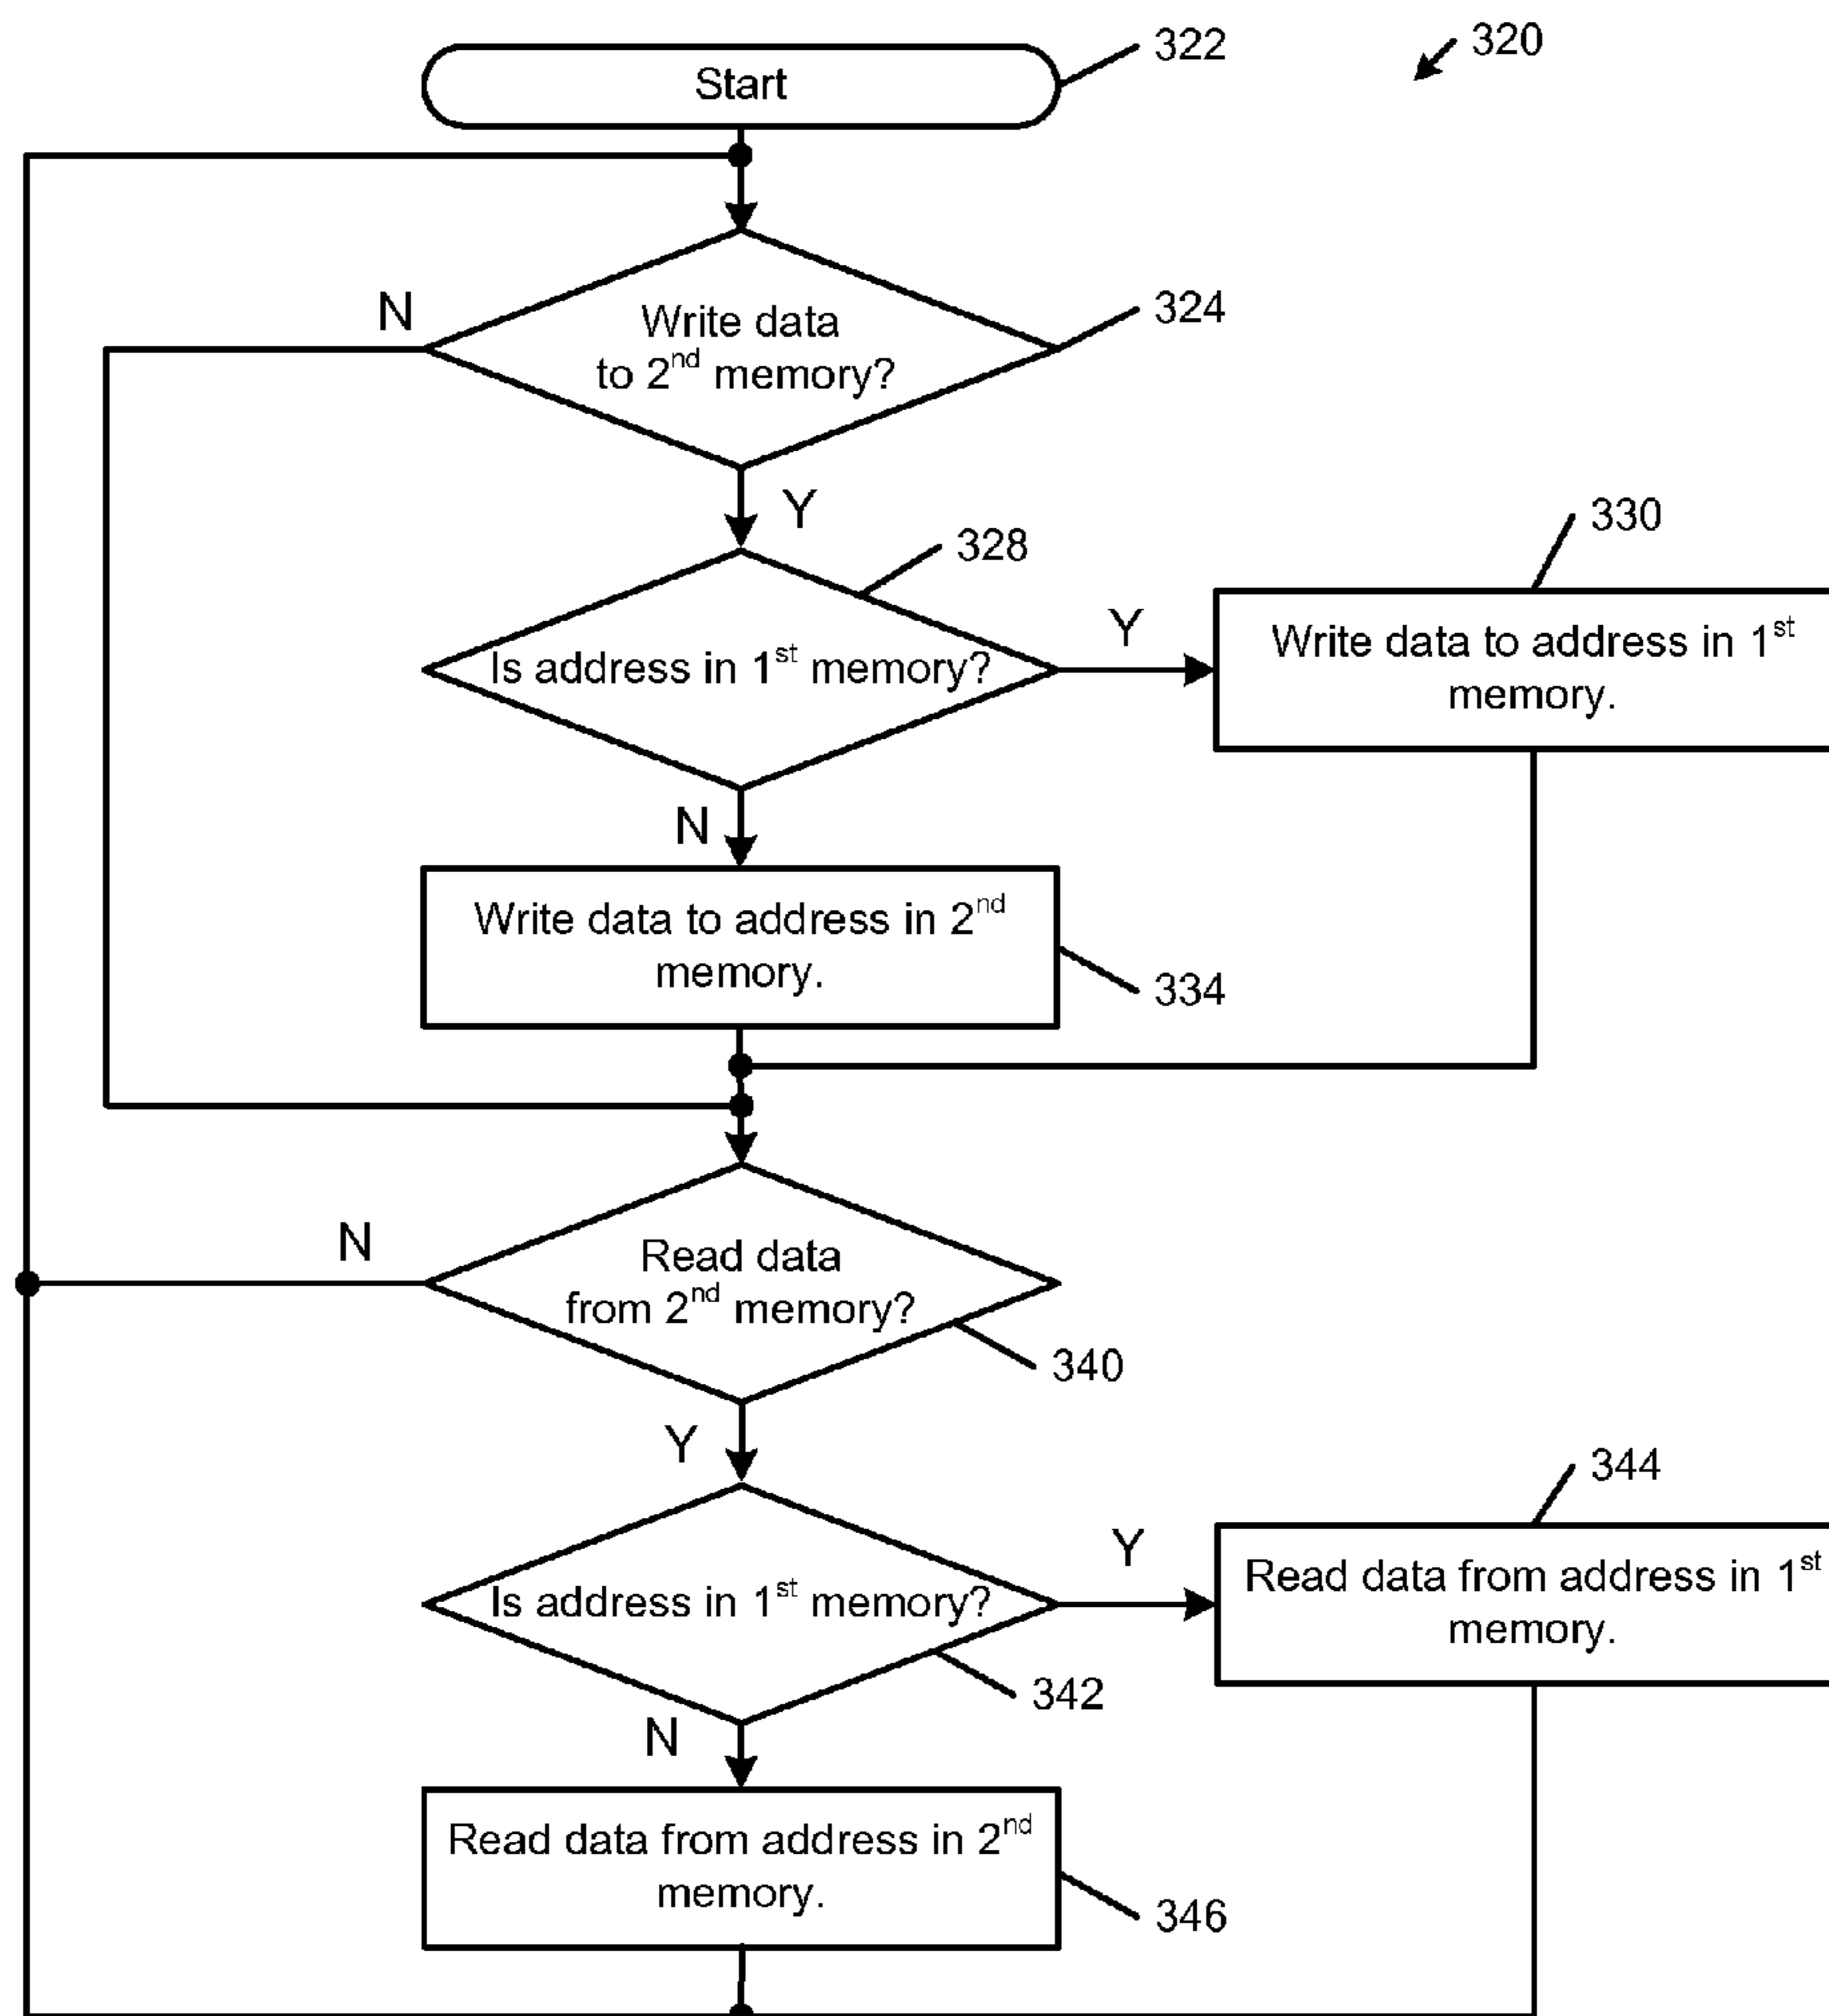 320
Start
322
Write data
to 2nd memory?
324
N
Y
328
Is address in 1st memory?
Y
330
Write data to address in 1st
memory.
N
Write data to address in 2nd
memory.
334
Read data
from 2nd memory?
N
340
Y
Is address in 1st memory?
Y
344
Read data from address in 1st
memory.
342
N
Read data from address in 2nd
memory.
346